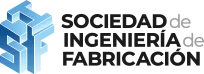 SOCIEDAD de
INGENIERÍA de
FABRICACIÓN